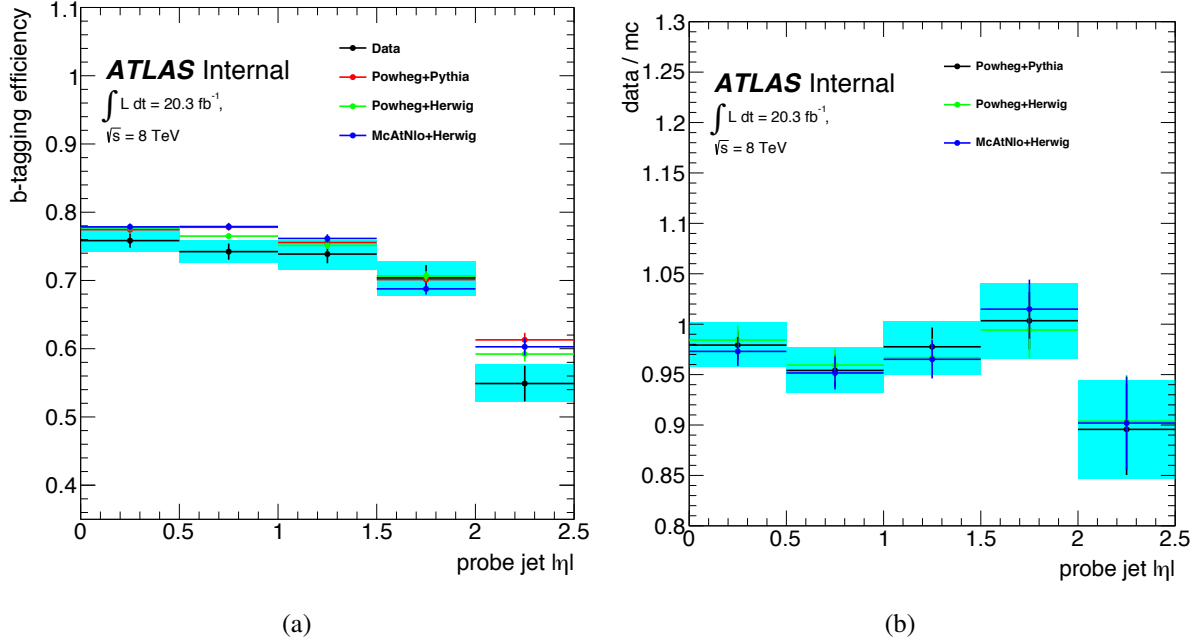 b-tagging efficiency
1.1
1
0.9
0.8
0.7
0.6
0.5
0.4
ATLAS Internal
∫ L dt = 20.3 fb⁻¹,
√s = 8 TeV
Data
Powheg+Pythia
Powheg+Herwig
McAtNlo+Herwig
0 0.5 1 1.5 2 2.5
probe jet |η|
(a)
data / mc
1.3
1.25
1.2
1.15
1.1
1.05
1
0.95
0.9
0.85
0.8
ATLAS Internal
∫ L dt = 20.3 fb⁻¹,
√s = 8 TeV
Powheg+Pythia
Powheg+Herwig
McAtNlo+Herwig
0 0.5 1 1.5 2 2.5
probe jet |η|
(b)